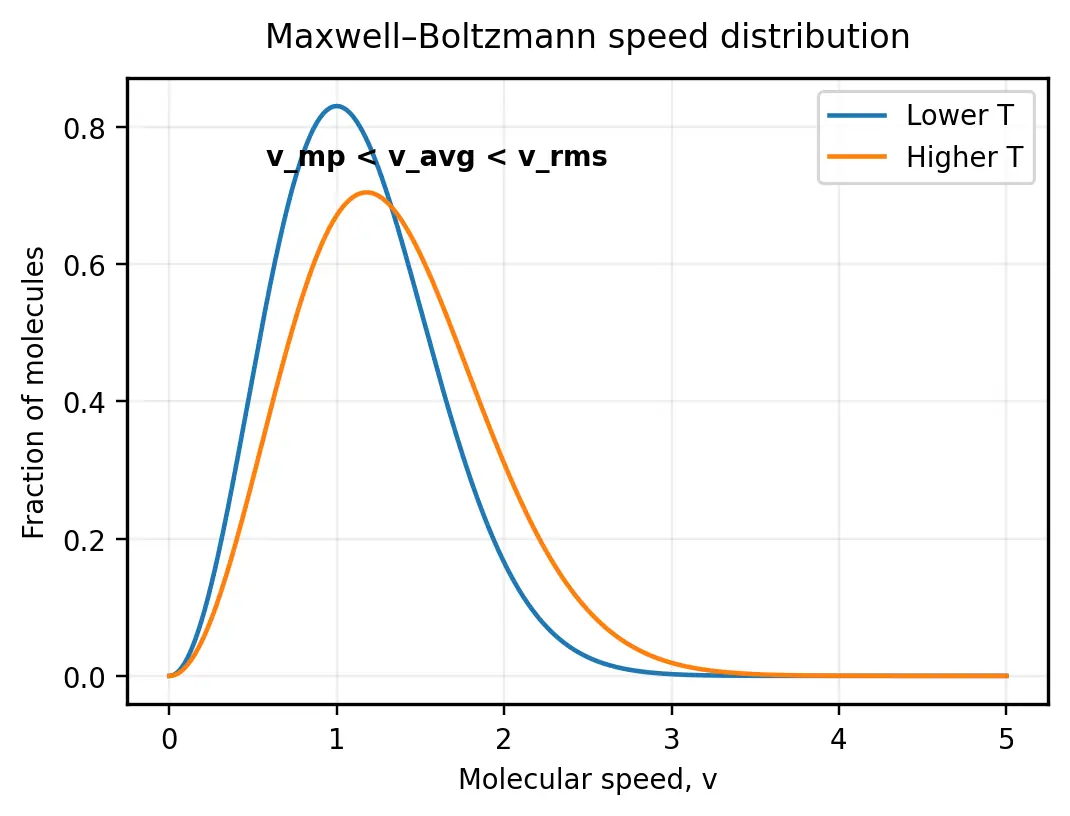 Maxwell–Boltzmann speed distribution
Lower T
Higher T
v_mp < v_avg < v_rms
Fraction of molecules
0.8
0.6
0.4
0.2
0.0
0 1 2 3 4 5
Molecular speed, v